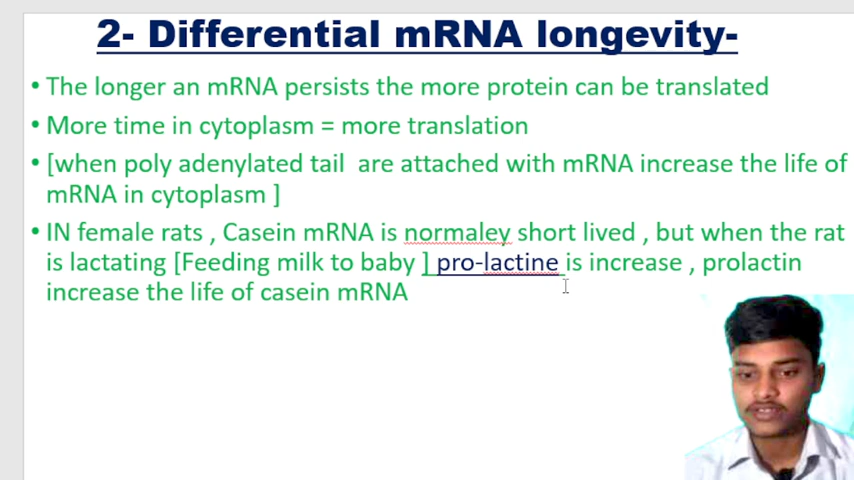 2- Differential mRNA longevity-
• The longer an mRNA persists the more protein can be translated
• More time in cytoplasm = more translation
• [when poly adenylated tail are attached with mRNA increase the life of
mRNA in cytoplasm ]
• IN female rats , Casein mRNA is normaley short lived , but when the rat
is lactating [Feeding milk to baby ] pro-lactine is increase , prolactin
increase the life of casein mRNA